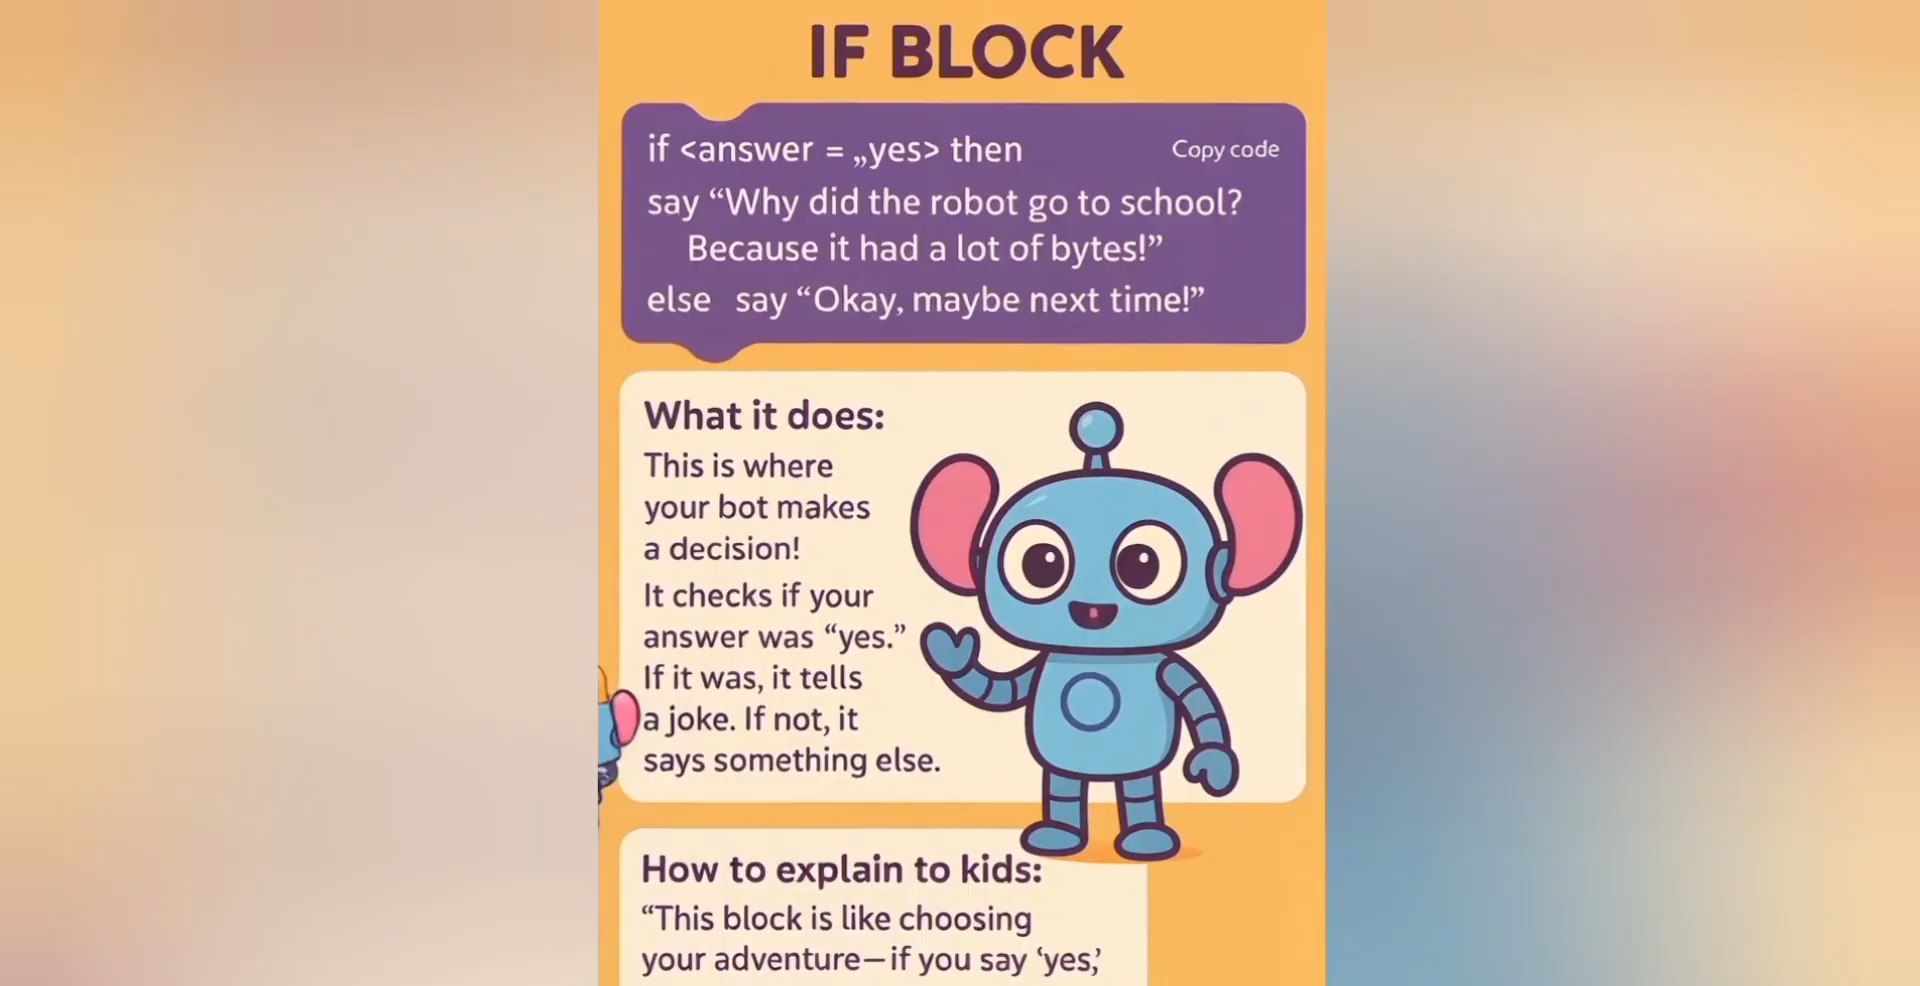 IF BLOCK
if <answer = „yes> then
Copy code
say “Why did the robot go to school?
Because it had a lot of bytes!”
else say “Okay, maybe next time!”
What it does:
This is where
your bot makes
a decision!
It checks if your
answer was “yes.”
If it was, it tells
a joke. If not, it
says something else.
How to explain to kids:
“This block is like choosing
your adventure—if you say ‘yes,’